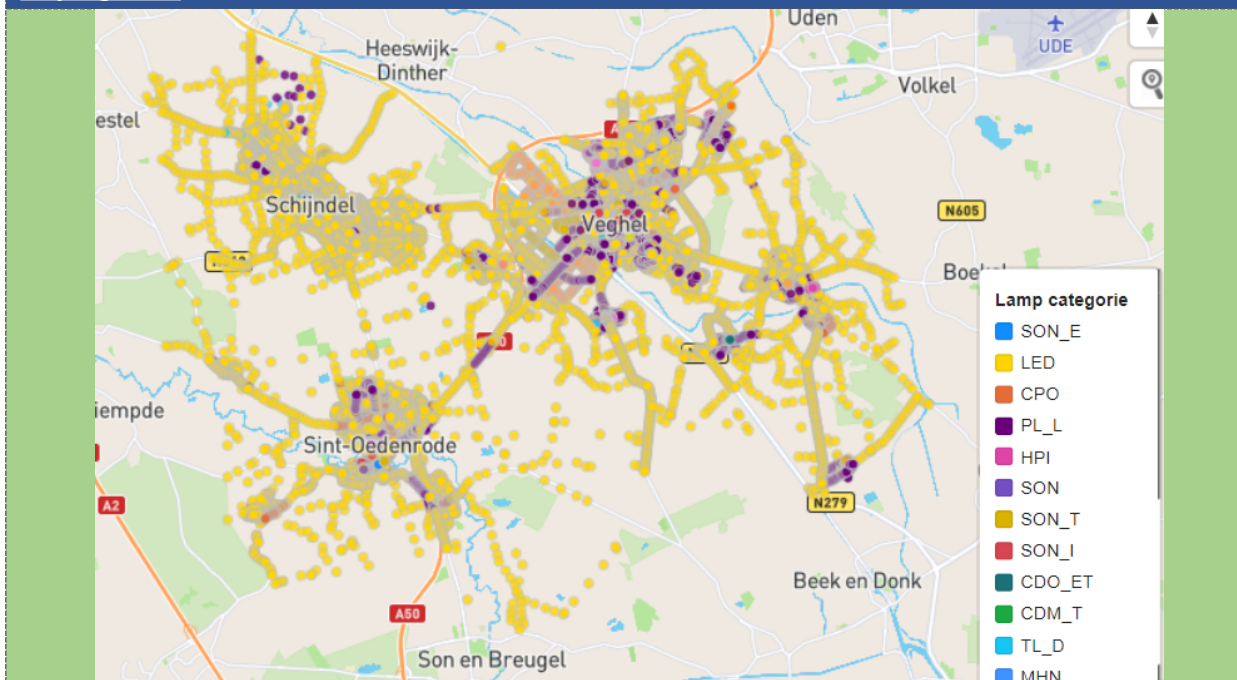 Uden
UDE
Heeswijk-
Dinther
Volkel
estel
Schijndel
Veghel
N605
N279
iempde
Sint-Oedenrode
A2
A50
Beek en Donk
Son en Breugel
Lamp categorie
SON_E
LED
CPO
PL_L
HPI
SON
SON_T
SON_I
CDO_ET
CDM_T
TL_D
MHN